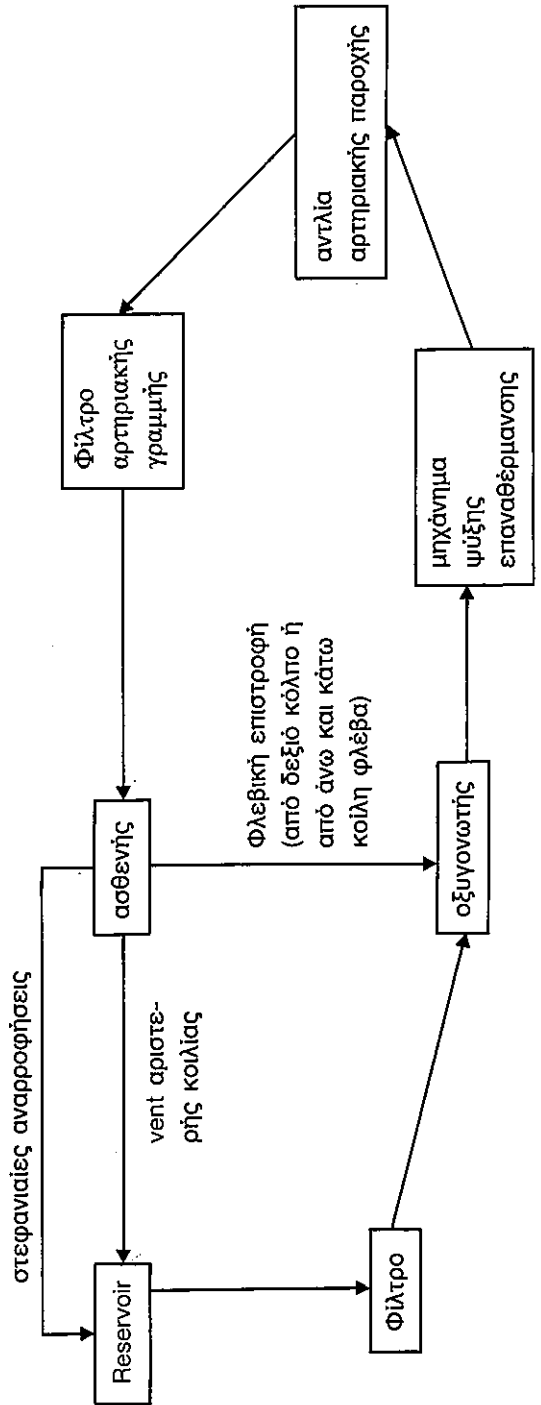 στεφανιαίες αναρροφήσεις
Reservoir
vent αριστε-
ρής κοιλίας
ασθενής
Φίλτρο
αρτηριακής
γραμμής
αντλία
αρτηριακής παροχής
Φλεβική επιστροφή
(από δεξιό κόλπο ή
από άνω και κάτω
κοίλη φλέβα)
Φίλτρο
οξυγονωτής
μηχάνημα
ψύξης
επαναθέρμανσης